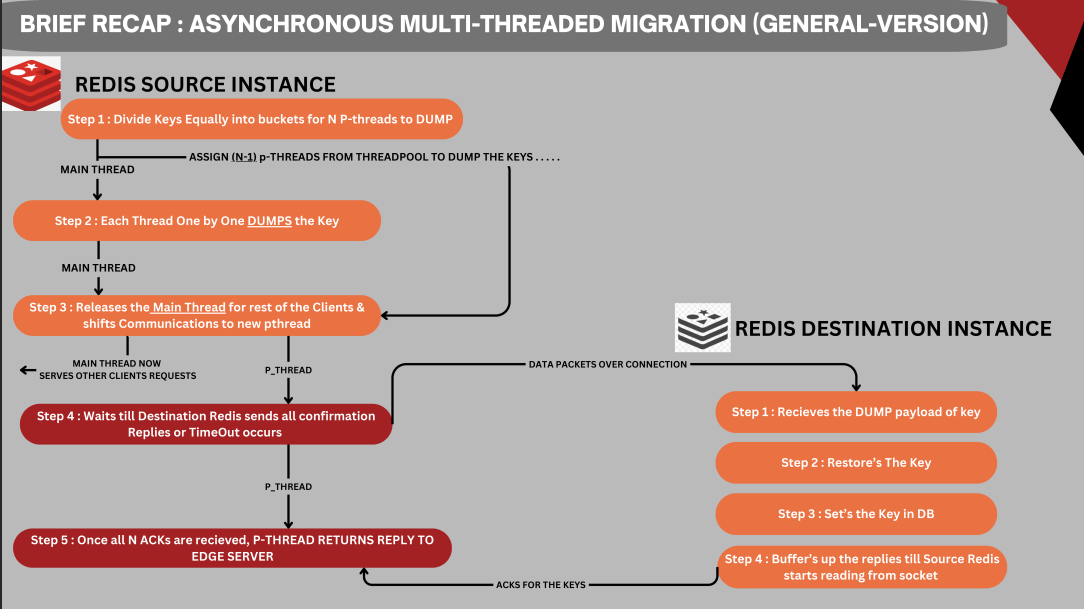 BRIEF RECAP : ASYNCHRONOUS MULTI-THREADED MIGRATION (GENERAL-VERSION)
REDIS SOURCE INSTANCE
Step 1 : Divide Keys Equally into buckets for N P-threads to DUMP
ASSIGN (N-1) p-THREADS FROM THREADPOOL TO DUMP THE KEYS . . . . .
MAIN THREAD
Step 2 : Each Thread One by One DUMPS the Key
MAIN THREAD
Step 3 : Releases the Main Thread for rest of the Clients &
shifts Communications to new pthread
MAIN THREAD NOW
SERVES OTHER CLIENTS REQUESTS
P_THREAD
Step 4 : Waits till Destination Redis sends all confirmation
Replies or TimeOut occurs
P_THREAD
Step 5 : Once all N ACKs are recieved, P-THREAD RETURNS REPLY TO
EDGE SERVER
DATA PACKETS OVER CONNECTION
REDIS DESTINATION INSTANCE
Step 1 : Recieves the DUMP payload of key
Step 2 : Restore's The Key
Step 3 : Set's the Key in DB
Step 4 : Buffer's up the replies till Source Redis
starts reading from socket
ACKS FOR THE KEYS